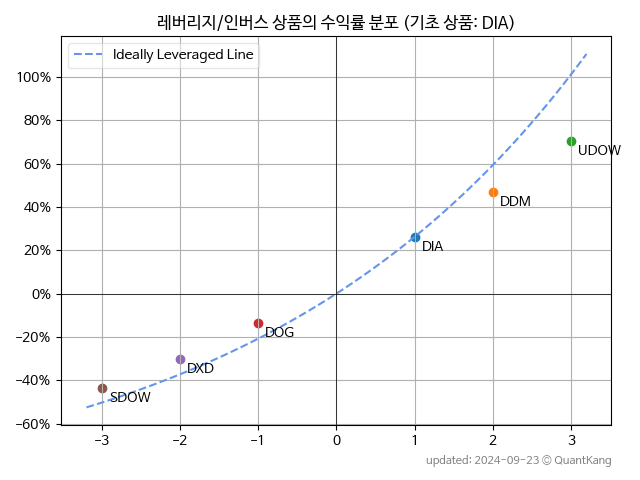 레버리지/인버스 상품의 수익률 분포 (기초 상품: DIA)
Ideally Leveraged Line
100%
80%
60%
40%
20%
0%
−20%
−40%
−60%
UDOW
DDM
DIA
DOG
DXD
SDOW
−3 −2 −1 0 1 2 3
updated: 2024-09-23 © QuantKang